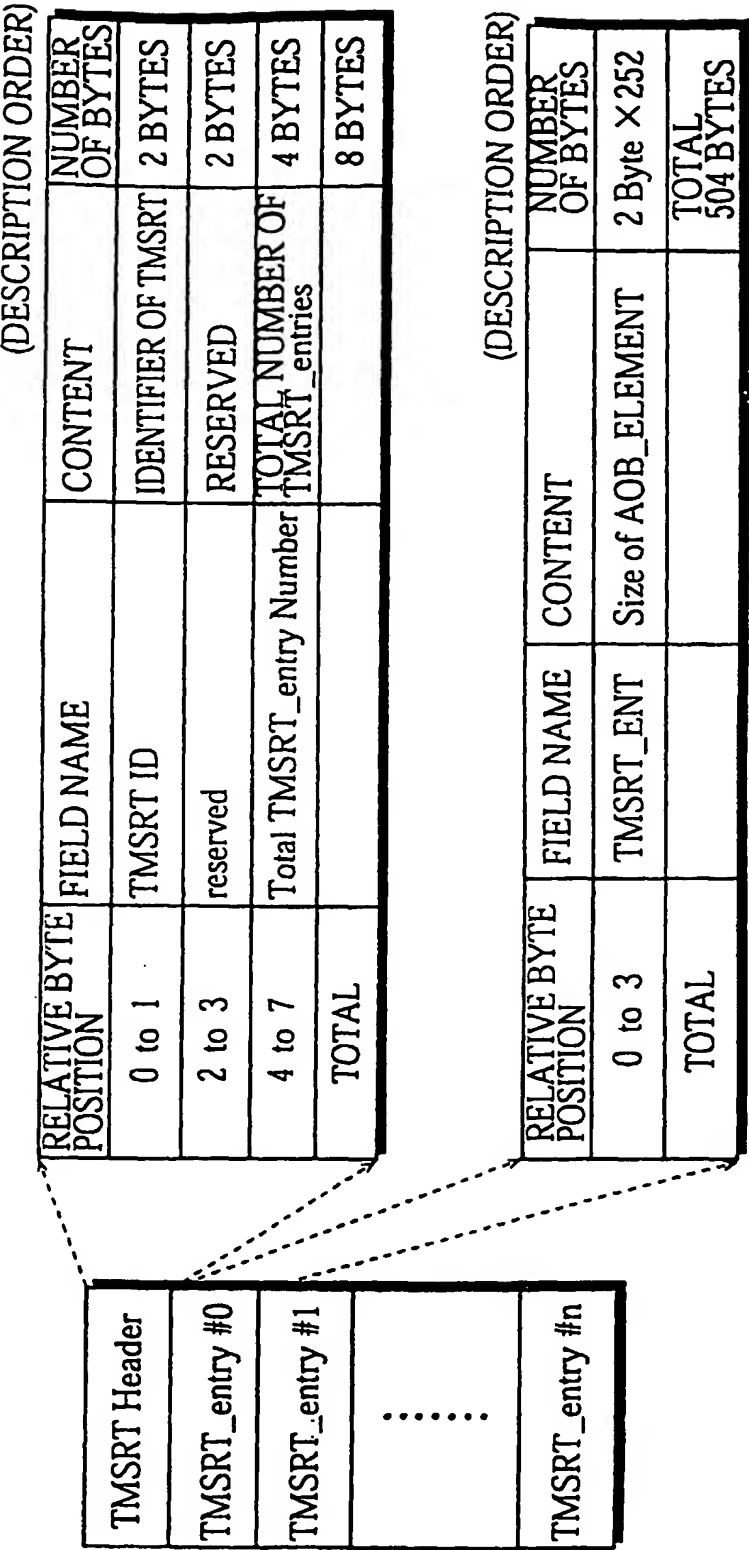 (DESCRIPTION ORDER)
RELATIVE BYTE POSITION FIELD NAME CONTENT NUMBER OF BYTES
0 to 1 TMSRT ID IDENTIFIER OF TMSRT 2 BYTES
2 to 3 reserved RESERVED 2 BYTES
4 to 7 Total TMSRT_entry Number TOTAL NUMBER OF TMSRT_entries 4 BYTES
TOTAL 8 BYTES
TMSRT Header
TMSRT_entry #0
TMSRT_entry #1
.......
TMSRT_entry #n
(DESCRIPTION ORDER)
RELATIVE BYTE POSITION FIELD NAME CONTENT NUMBER OF BYTES
0 to 3 TMSRT_ENT Size of AOB_ELEMENT 2 Byte ×252
TOTAL TOTAL 504 BYTES